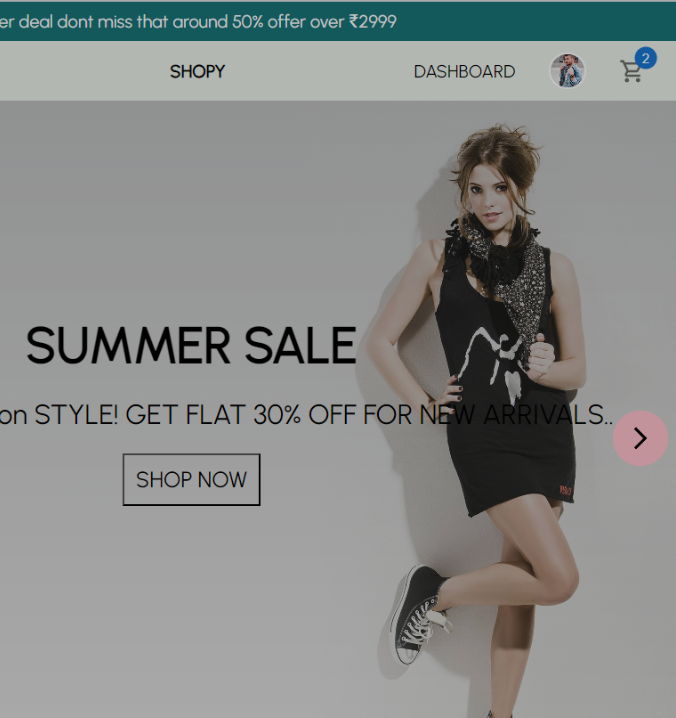 er deal dont miss that around 50% offer over ₹2999
SHOPY DASHBOARD 2
SUMMER SALE
on STYLE! GET FLAT 30% OFF FOR NEW ARRIVALS..
SHOP NOW